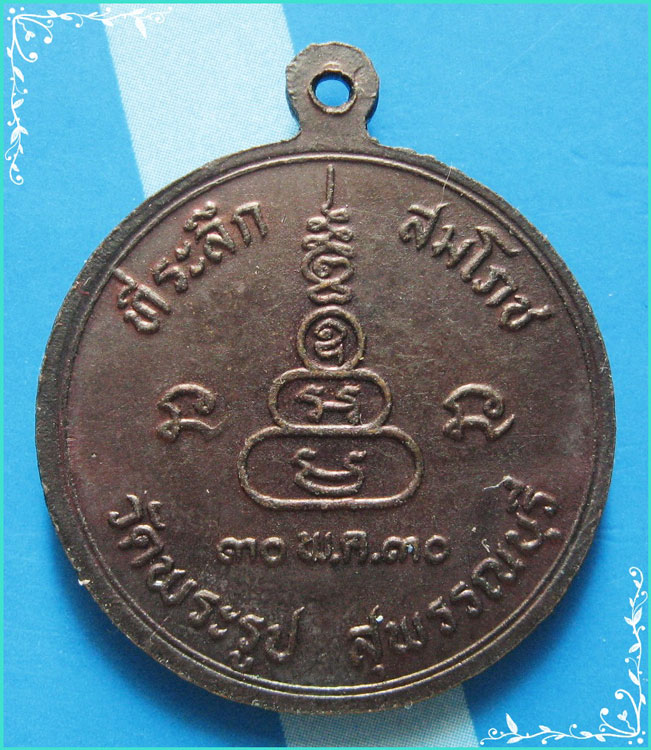 ที่ระลึก สมโภช
๓๐ พ.ค.๓๐
วัดพระรูป สุพรรณบุรี